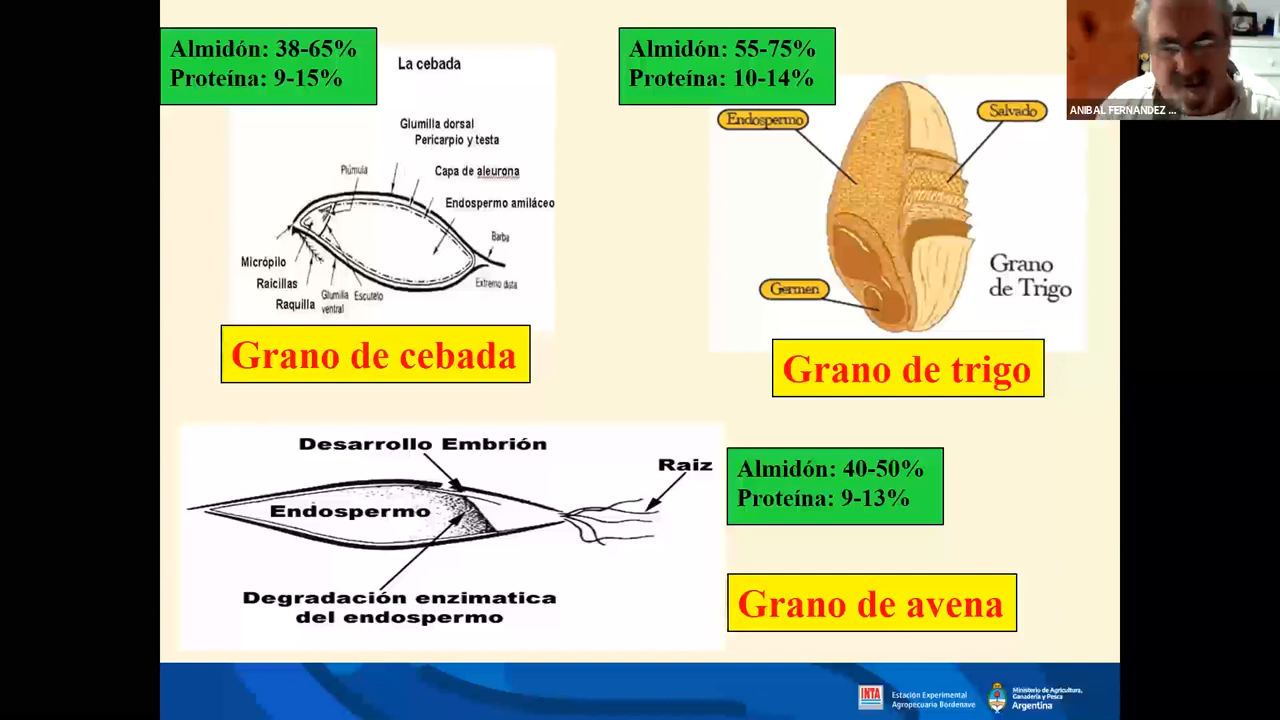 Almidón: 38-65%
Proteína: 9-15%
La cebada
Glumilla dorsal
Pericarpio y testa
Plúmula
Capa de aleurona
Endospermo amiláceo
Barba
Micrópilo
Raicillas
Raquilla
Glumilla
ventral
Escutelo
Extremo dista
Grano de cebada
Almidón: 55-75%
Proteína: 10-14%
Endospermo
Salvado
Germen
Grano
de Trigo
Grano de trigo
ANIBAL FERNANDEZ ...
Desarrollo Embrión
Raiz
Endospermo
Degradación enzimatica
del endospermo
Almidón: 40-50%
Proteína: 9-13%
Grano de avena
INTA
Estación Experimental
Agropecuaria Bordenave
Ministerio de Agricultura,
Ganadería y Pesca
Argentina